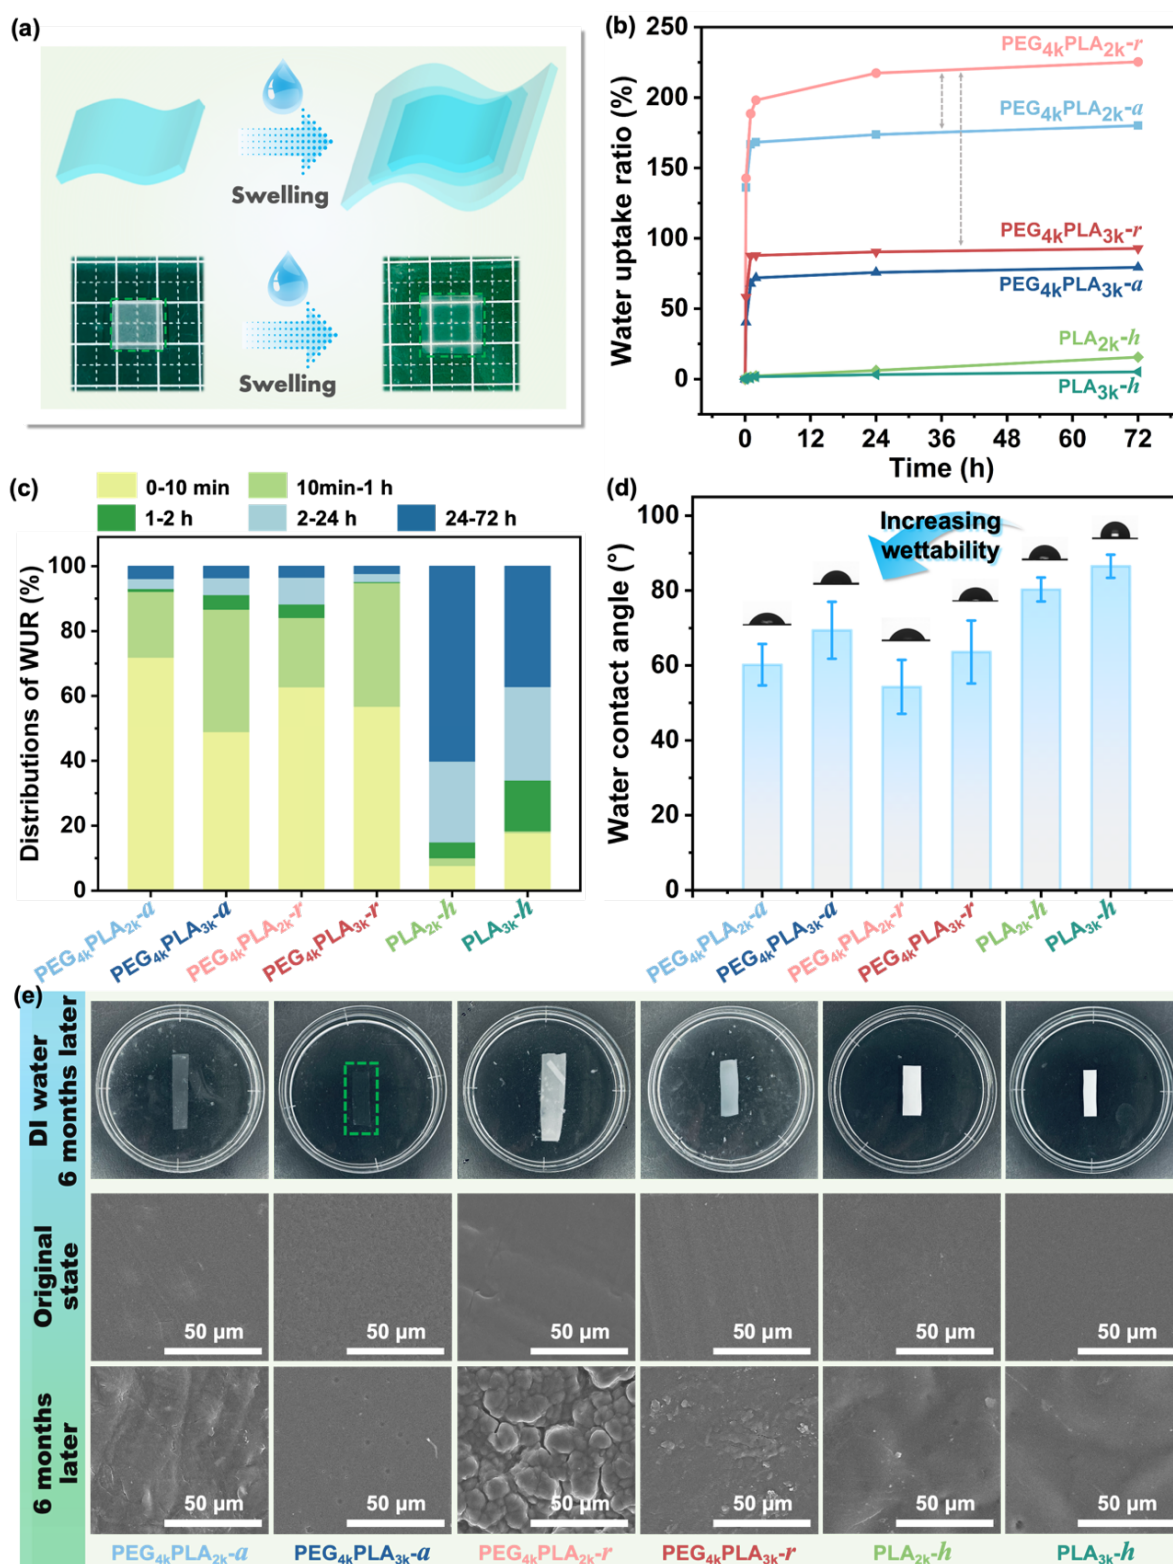 (a)
Swelling
Swelling
(b)
Water uptake ratio (%)
250
200
150
100
50
0
PEG4kPLA2k-r
PEG4kPLA2k-a
PEG4kPLA3k-r
PEG4kPLA3k-a
PLA2k-h
PLA3k-h
0 12 24 36 48 60 72
Time (h)
(c)
0-10 min 10min-1 h
1-2 h 2-24 h 24-72 h
Distributions of WUR (%)
100
80
60
40
20
0
PEG4kPLA2k-a
PEG4kPLA3k-a
PEG4kPLA2k-r
PEG4kPLA3k-r
PLA2k-h
PLA3k-h
(d)
Water contact angle (°)
100
80
60
40
20
0
Increasing
wettability
PEG4kPLA2k-a
PEG4kPLA3k-a
PEG4kPLA2k-r
PEG4kPLA3k-r
PLA2k-h
PLA3k-h
(e)
DI water
6 months later
Original
state
50 µm 50 µm 50 µm 50 µm 50 µm 50 µm
6 months
later
50 µm 50 µm 50 µm 50 µm 50 µm 50 µm
PEG4kPLA2k-a PEG4kPLA3k-a PEG4kPLA2k-r PEG4kPLA3k-r PLA2k-h PLA3k-h